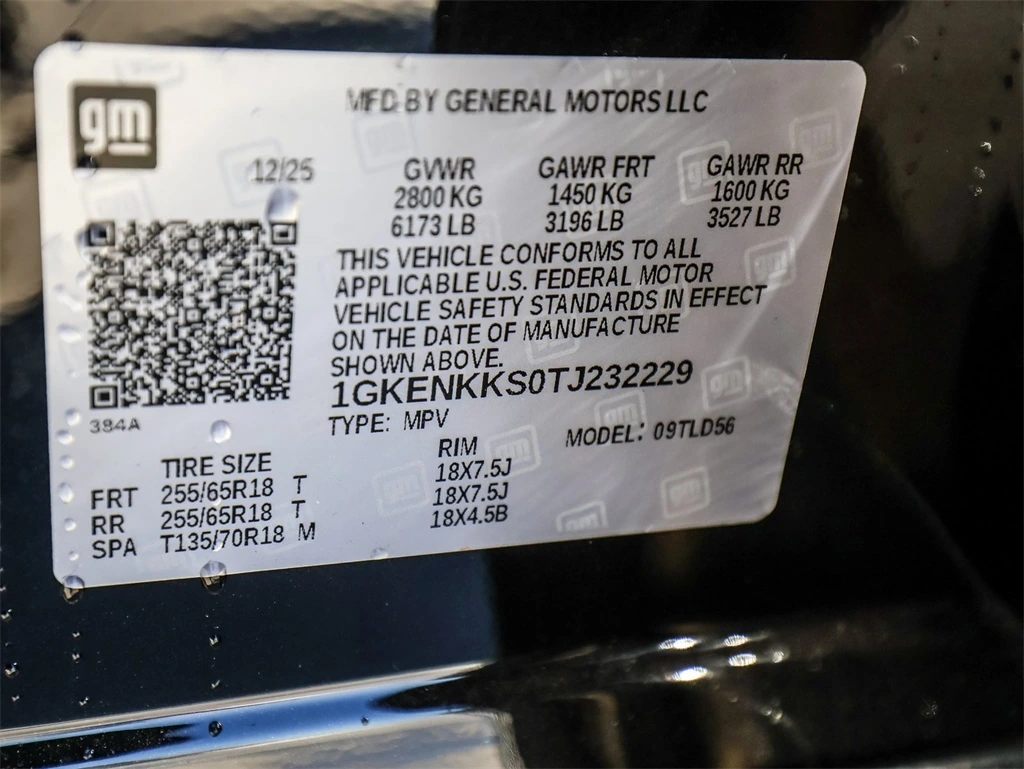 gm
MFD BY GENERAL MOTORS LLC
12/25 GVWR GAWR FRT GAWR RR
2800 KG 1450 KG 1600 KG
6173 LB 3196 LB 3527 LB
THIS VEHICLE CONFORMS TO ALL
APPLICABLE U.S. FEDERAL MOTOR
VEHICLE SAFETY STANDARDS IN EFFECT
ON THE DATE OF MANUFACTURE
SHOWN ABOVE.
1GKENKKS0TJ232229
384A
TYPE: MPV MODEL: 09TLD56
TIRE SIZE RIM
FRT 255/65R18 T 18X7.5J
RR 255/65R18 T 18X7.5J
SPA T135/70R18 M 18X4.5B